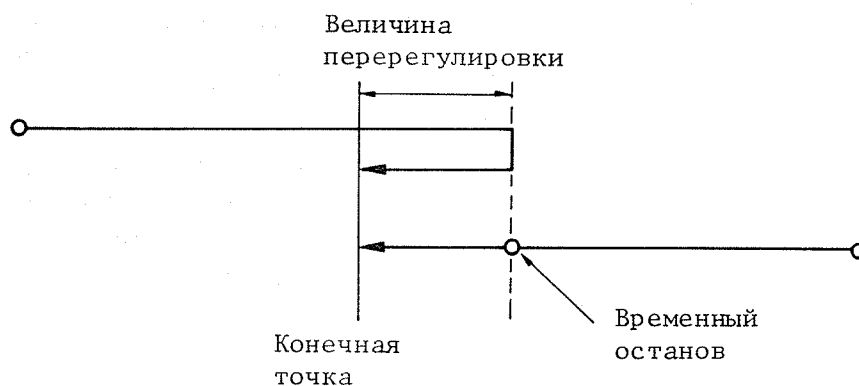 Величина
перерегулировки
Временный
останов
Конечная
точка